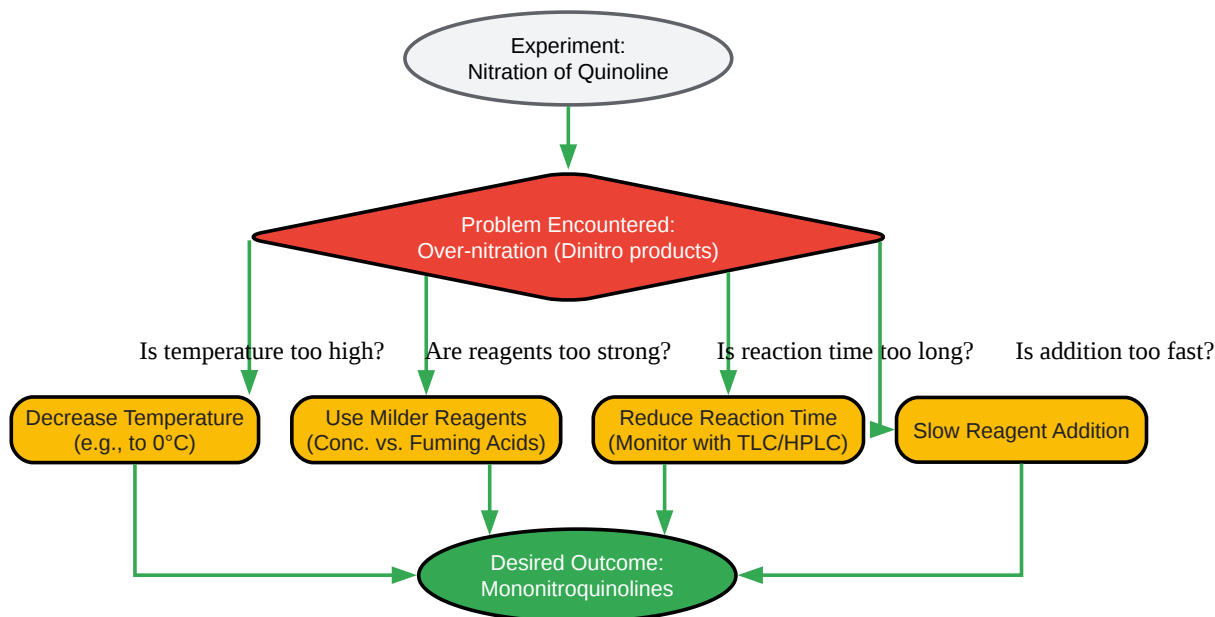 Experiment:
Nitration of Quinoline
Problem Encountered:
Over-nitration (Dinitro products)
Is temperature too high?
Are reagents too strong?
Is reaction time too long?
Is addition too fast?
Decrease Temperature
(e.g., to 0°C)
Use Milder Reagents
(Conc. vs. Fuming Acids)
Reduce Reaction Time
(Monitor with TLC/HPLC)
Slow Reagent Addition
Desired Outcome:
Mononitroquinolines